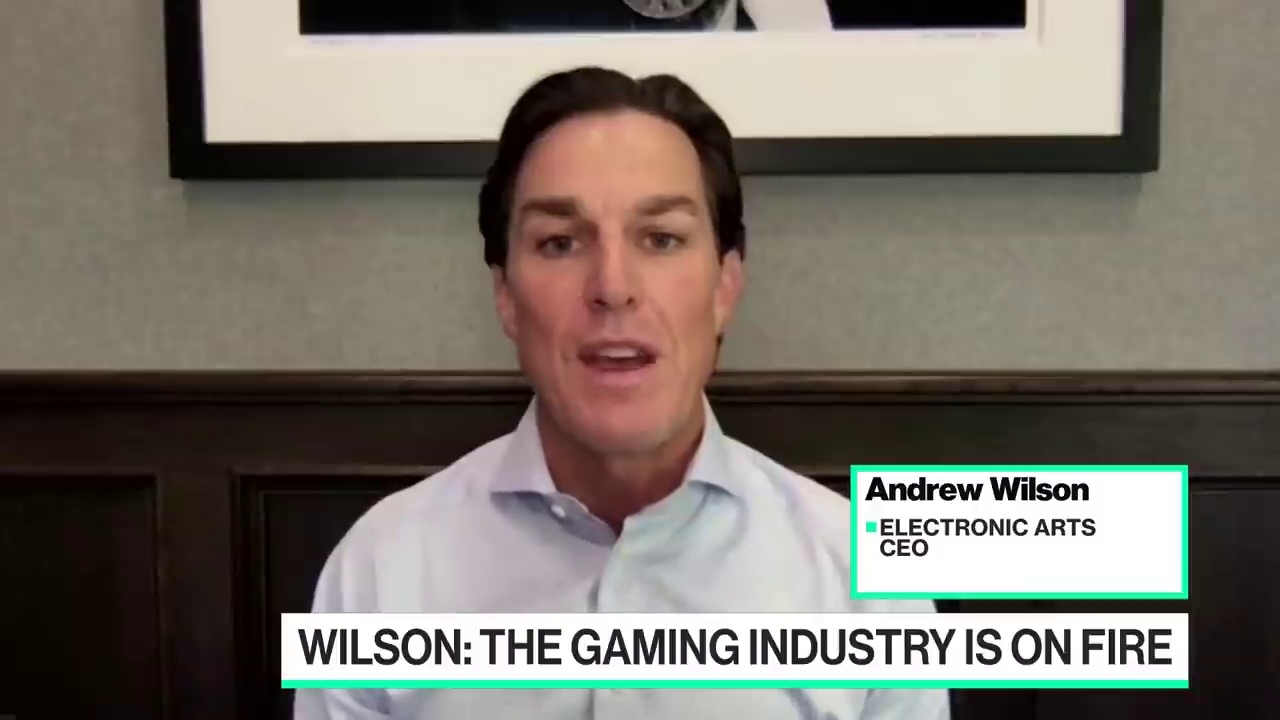 Andrew Wilson
ELECTRONIC ARTS
CEO
WILSON: THE GAMING INDUSTRY IS ON FIRE